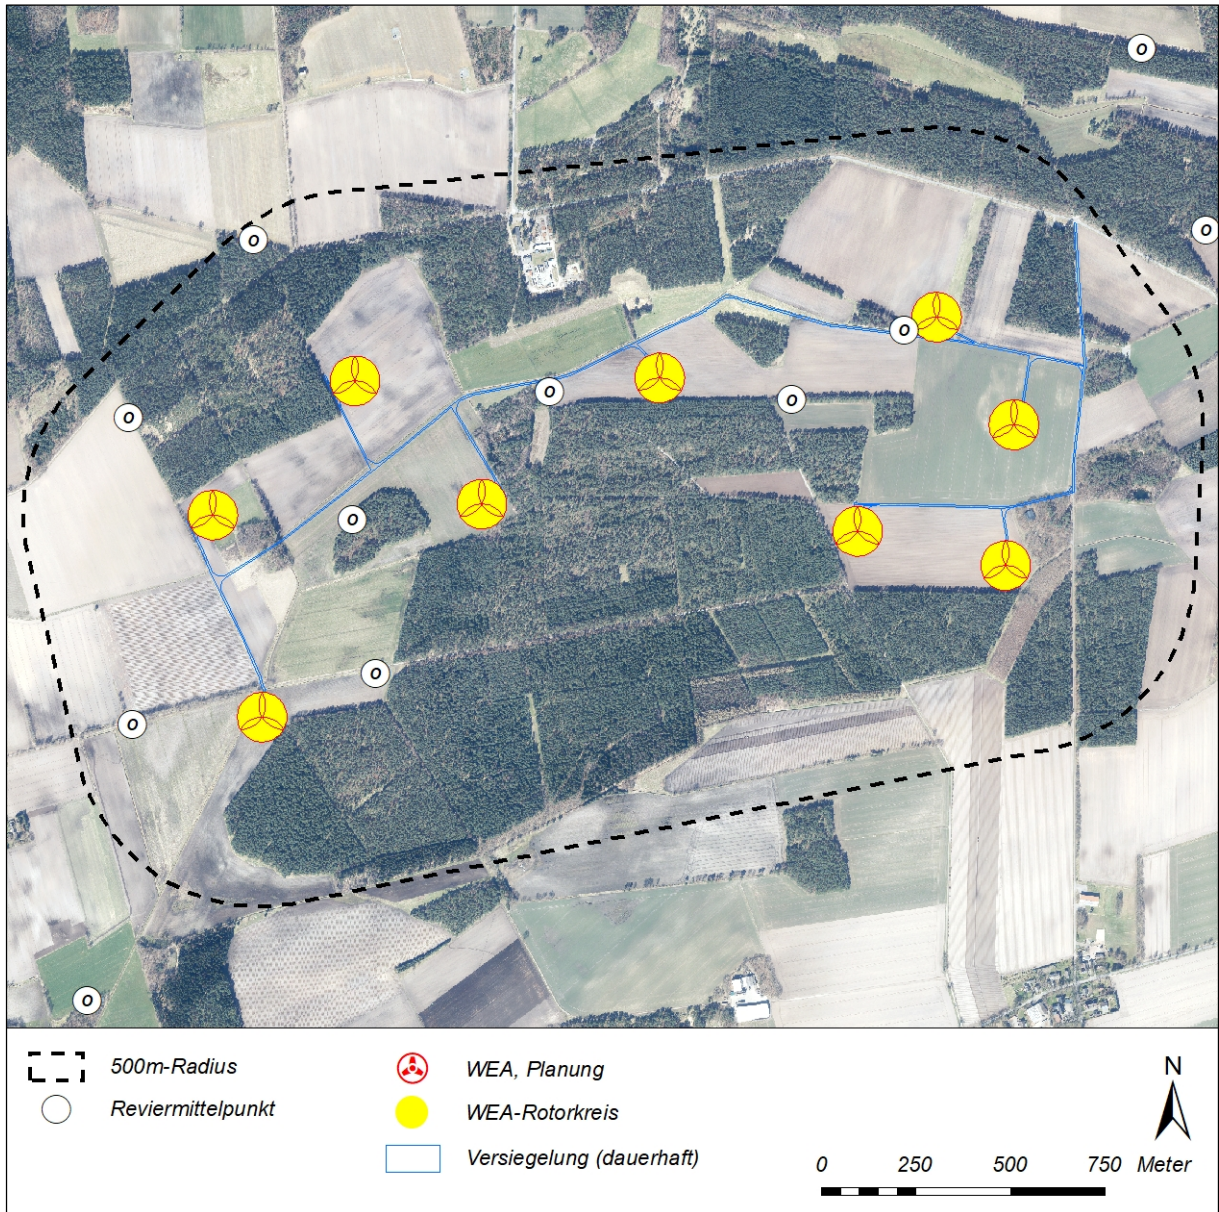 O
O
O
O
O
O
O
O
O
O
O
O
500m-Radius
Reviermittelpunkt
WEA, Planung
WEA-Rotorkreis
Versiegelung (dauerhaft)
N
0 250 500 750 Meter